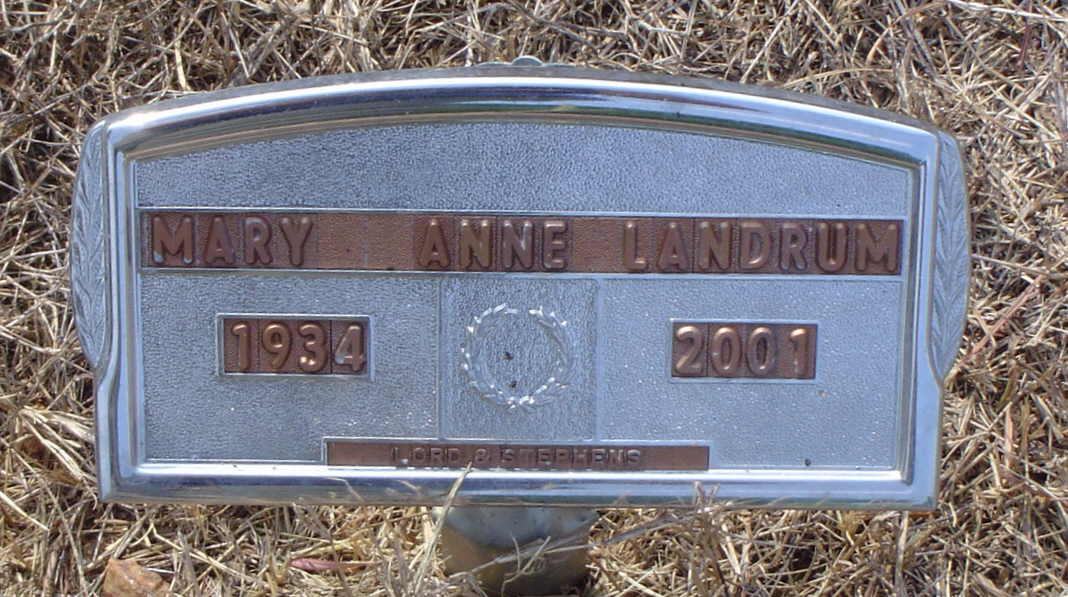 MARY ANNE LANDRUM
1934 2001
LORD & STEPHENS